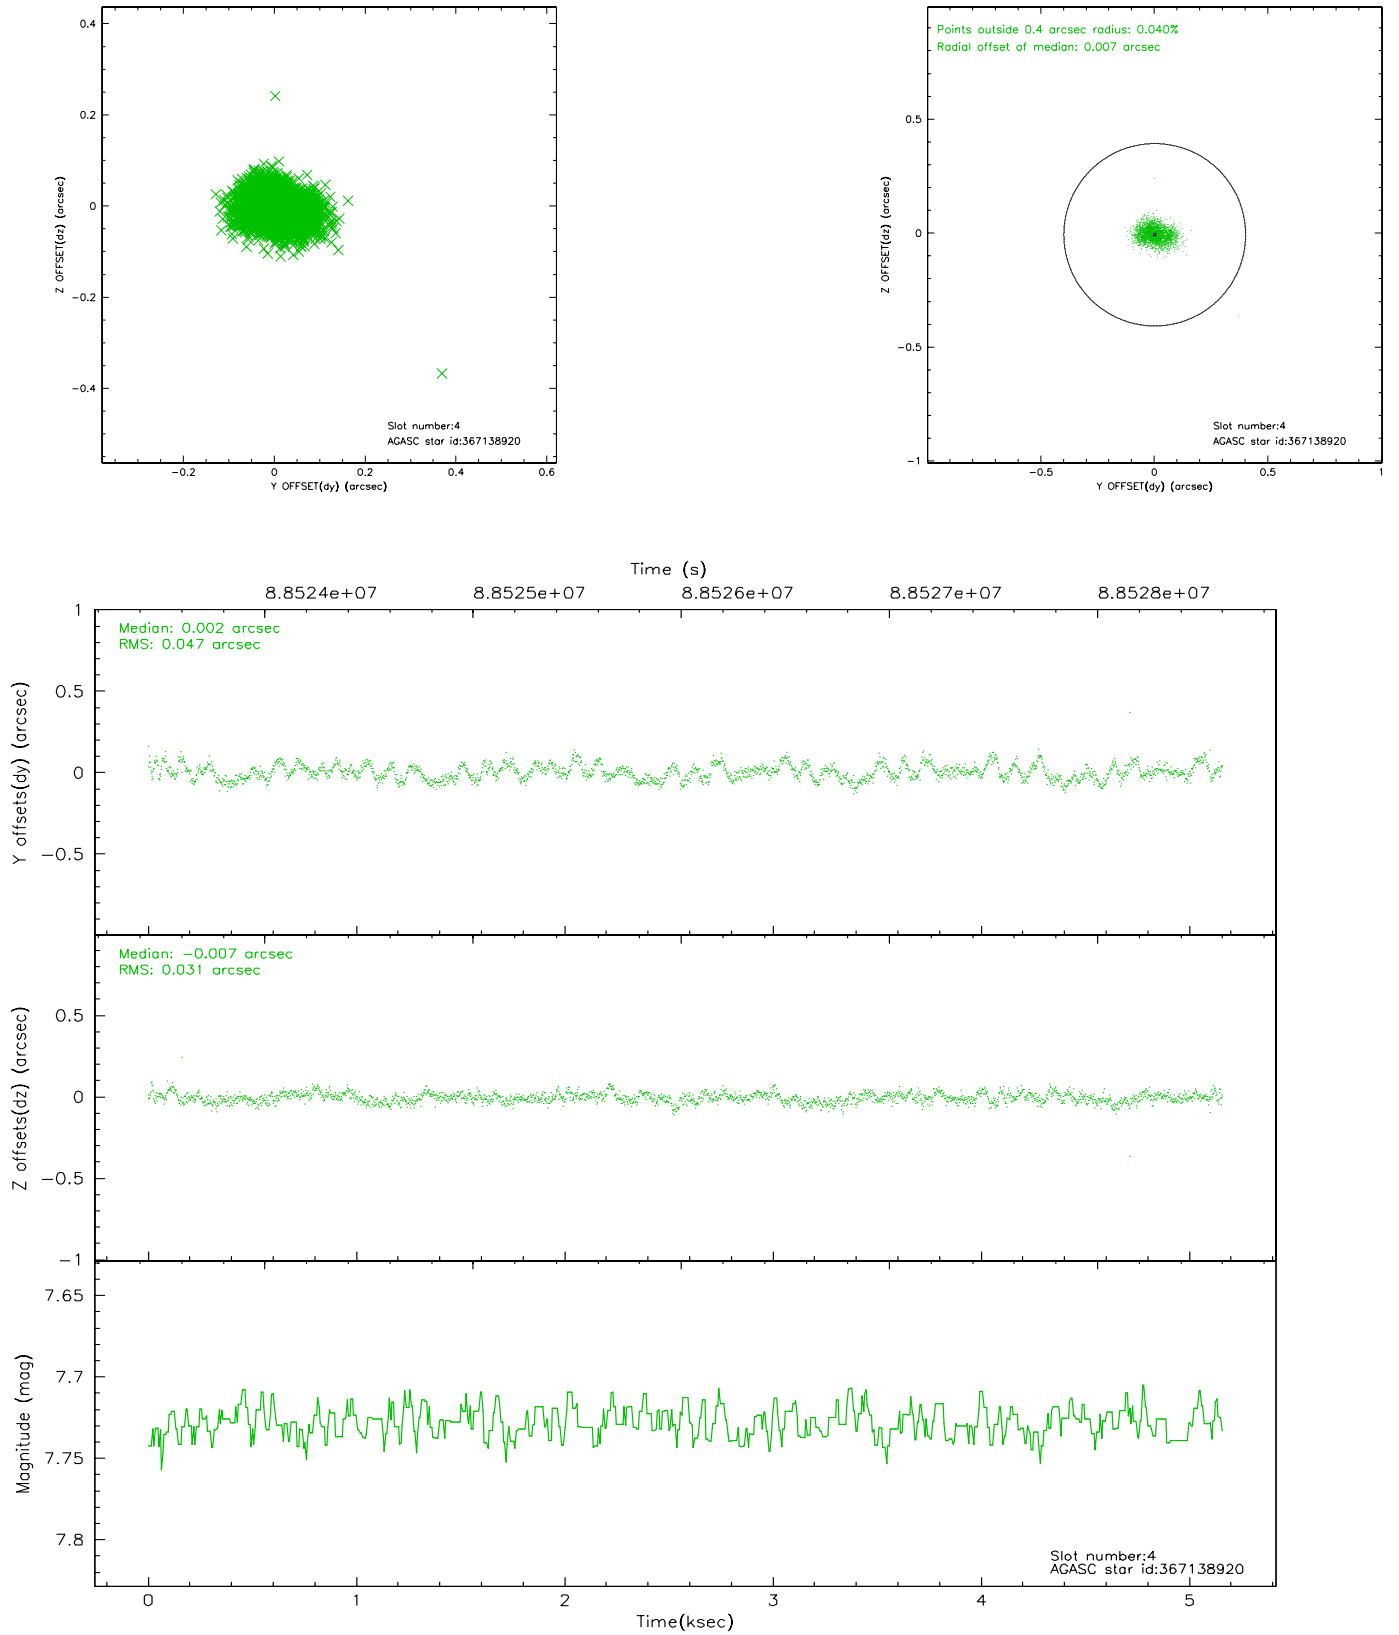 0.4
0.2
0
−0.2
−0.4
Z OFFSET(dz) (arcsec)
Slot number:4
AGASC star id:367138920
−0.2 0 0.2 0.4 0.6
Y OFFSET(dy) (arcsec)
Points outside 0.4 arcsec radius: 0.040%
Radial offset of median: 0.007 arcsec
0.5
0
−0.5
−1
Z OFFSET(dz) (arcsec)
Slot number:4
AGASC star id:367138920
−0.5 0 0.5 1
Y OFFSET(dy) (arcsec)
Time (s)
8.8524e+07 8.8525e+07 8.8526e+07 8.8527e+07 8.8528e+07
Median: 0.002 arcsec
RMS: 0.047 arcsec
1
0.5
0
−0.5
Y offsets(dy) (arcsec)
Median: −0.007 arcsec
RMS: 0.031 arcsec
0.5
0
−0.5
−1
Z offsets(dz) (arcsec)
7.65
7.7
7.75
7.8
Magnitude (mag)
Slot number:4
AGASC star id:367138920
0 1 2 3 4 5
Time(ksec)